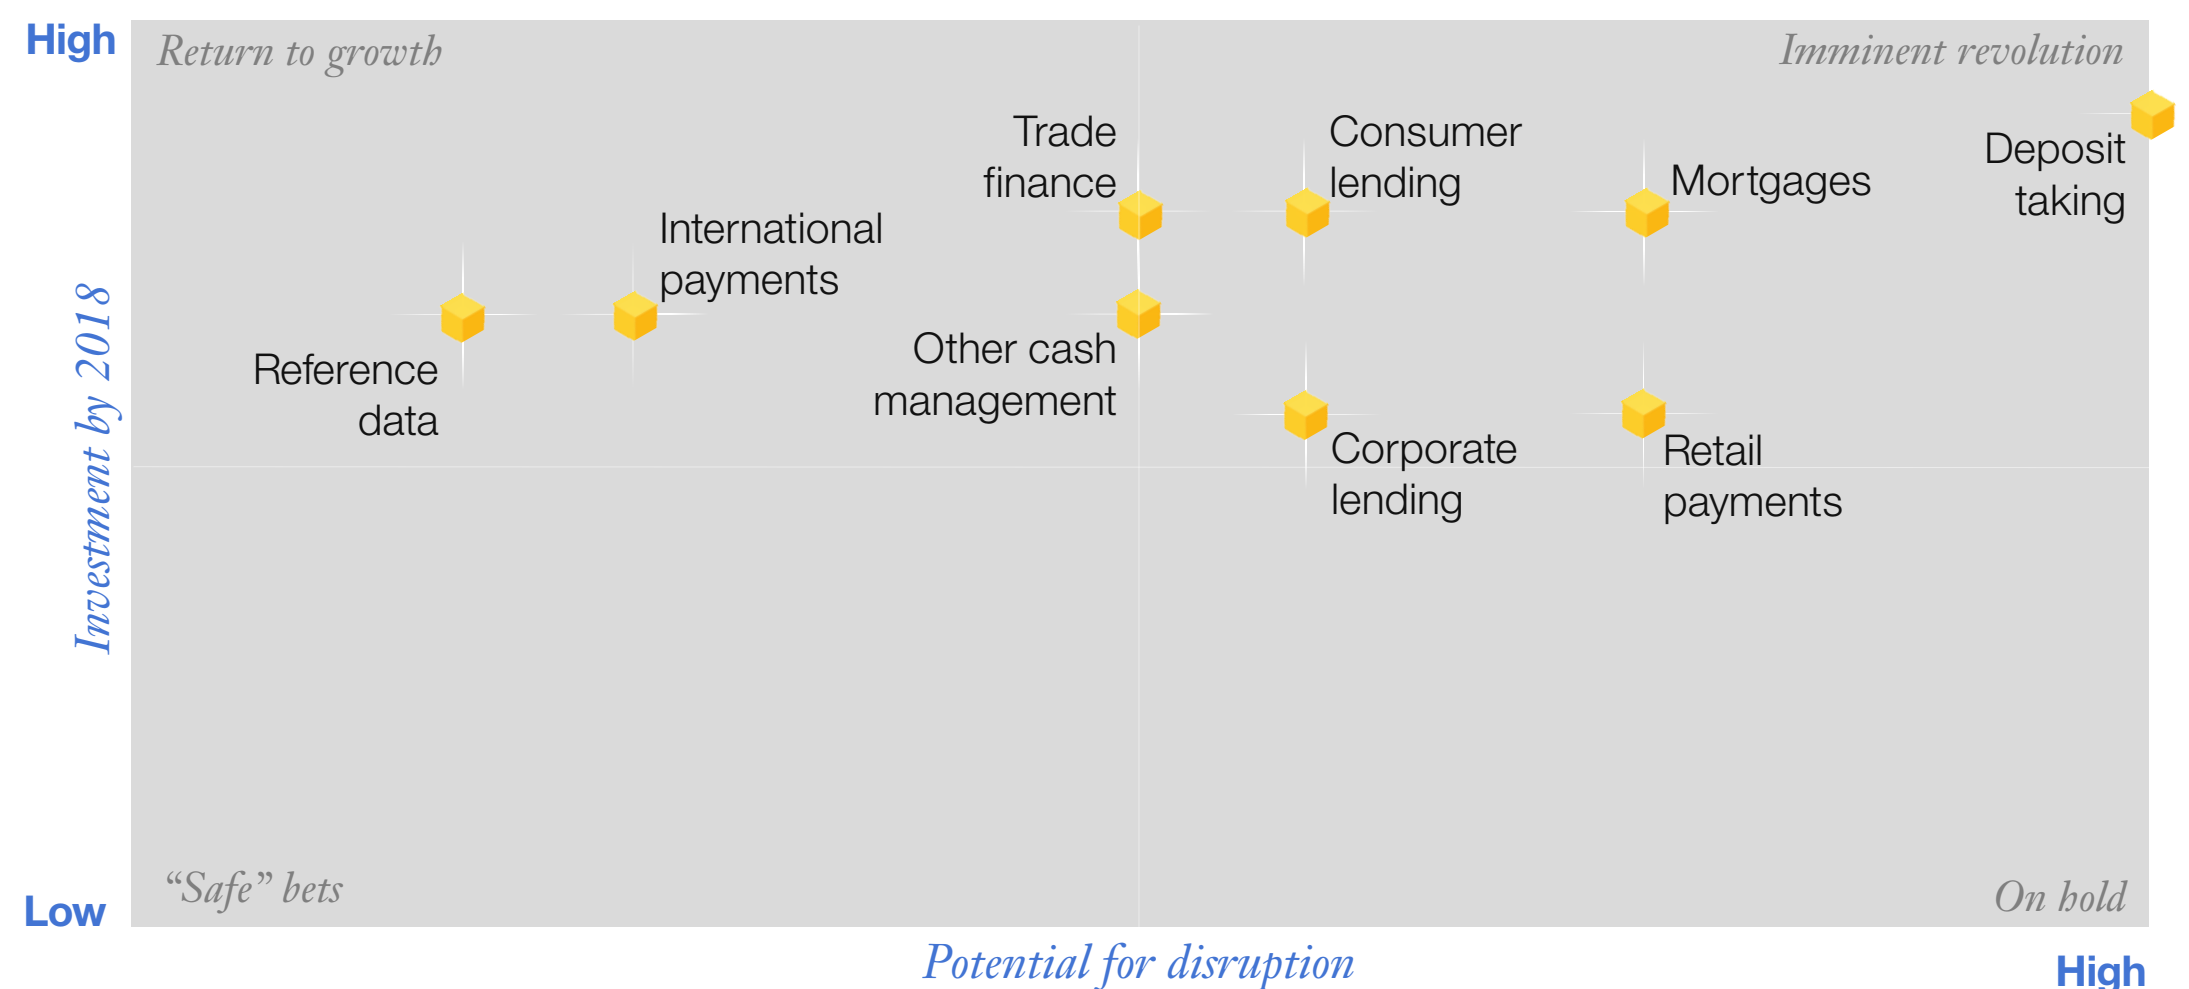 High
Return to growth
Imminent revolution
Trade
finance
Consumer
lending
Mortgages
Deposit
taking
International
payments
Reference
data
Other cash
management
Corporate
lending
Retail
payments
Investment by 2018
"Safe" bets
On hold
Low
Potential for disruption
High